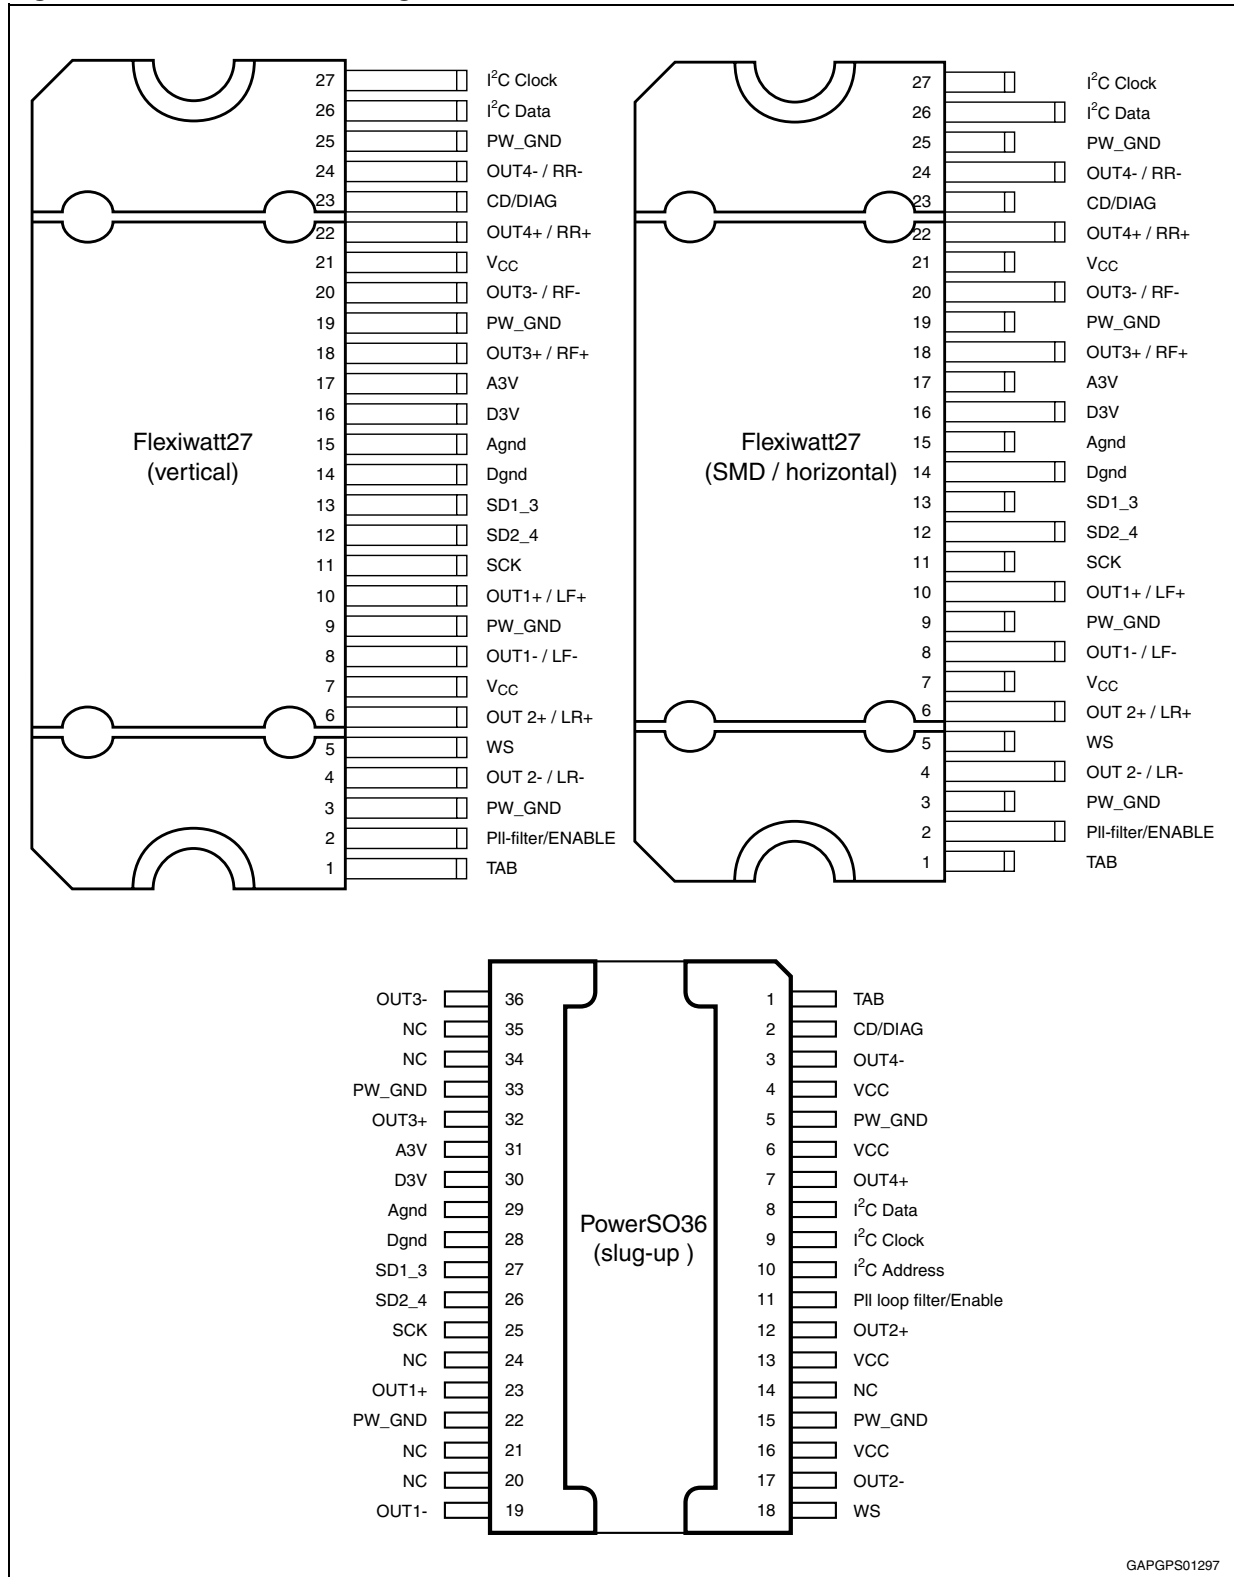 27 I²C Clock
26 I²C Data
25 PW_GND
24 OUT4- / RR-
23 CD/DIAG
22 OUT4+ / RR+
21 VCC
20 OUT3- / RF-
19 PW_GND
18 OUT3+ / RF+
17 A3V
16 D3V
15 Agnd
14 Dgnd
13 SD1_3
12 SD2_4
11 SCK
10 OUT1+ / LF+
9 PW_GND
8 OUT1- / LF-
7 VCC
6 OUT 2+ / LR+
5 WS
4 OUT 2- / LR-
3 PW_GND
2 Pll-filter/ENABLE
1 TAB
Flexiwatt27
(vertical)
27 I²C Clock
26 I²C Data
25 PW_GND
24 OUT4- / RR-
23 CD/DIAG
22 OUT4+ / RR+
21 VCC
20 OUT3- / RF-
19 PW_GND
18 OUT3+ / RF+
17 A3V
16 D3V
15 Agnd
14 Dgnd
13 SD1_3
12 SD2_4
11 SCK
10 OUT1+ / LF+
9 PW_GND
8 OUT1- / LF-
7 VCC
6 OUT 2+ / LR+
5 WS
4 OUT 2- / LR-
3 PW_GND
2 Pll-filter/ENABLE
1 TAB
Flexiwatt27
(SMD / horizontal)
OUT3- 36
NC 35
NC 34
PW_GND 33
OUT3+ 32
A3V 31
D3V 30
Agnd 29
Dgnd 28
SD1_3 27
SD2_4 26
SCK 25
NC 24
OUT1+ 23
PW_GND 22
NC 21
NC 20
OUT1- 19
PowerSO36
(slug-up )
1 TAB
2 CD/DIAG
3 OUT4-
4 VCC
5 PW_GND
6 VCC
7 OUT4+
8 I²C Data
9 I²C Clock
10 I²C Address
11 Pll loop filter/Enable
12 OUT2+
13 VCC
14 NC
15 PW_GND
16 VCC
17 OUT2-
18 WS
GAPGPS01297